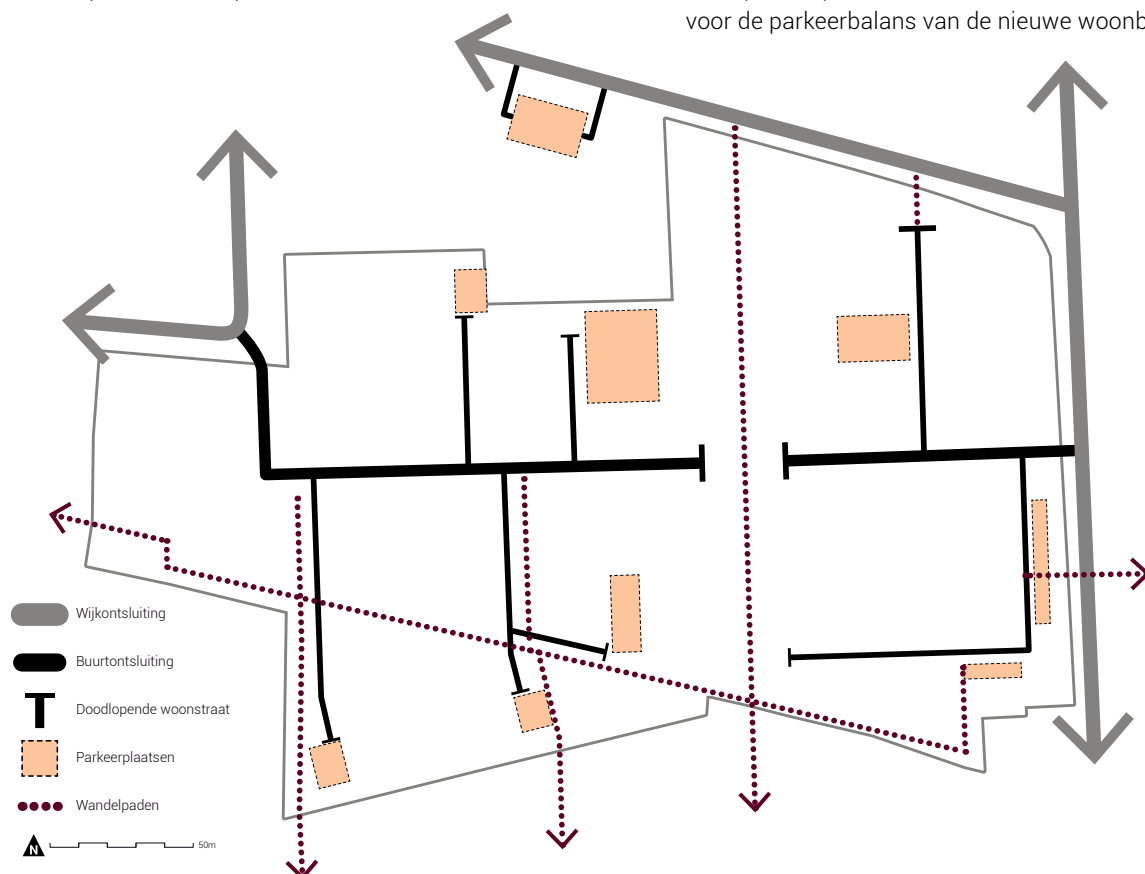 voor de parkeerbalans van de nieuwe woonb
Wijkontsluiting
Buurtontsluiting
Doodlopende woonstraat
Parkeerplaatsen
Wandelpaden
N
50m